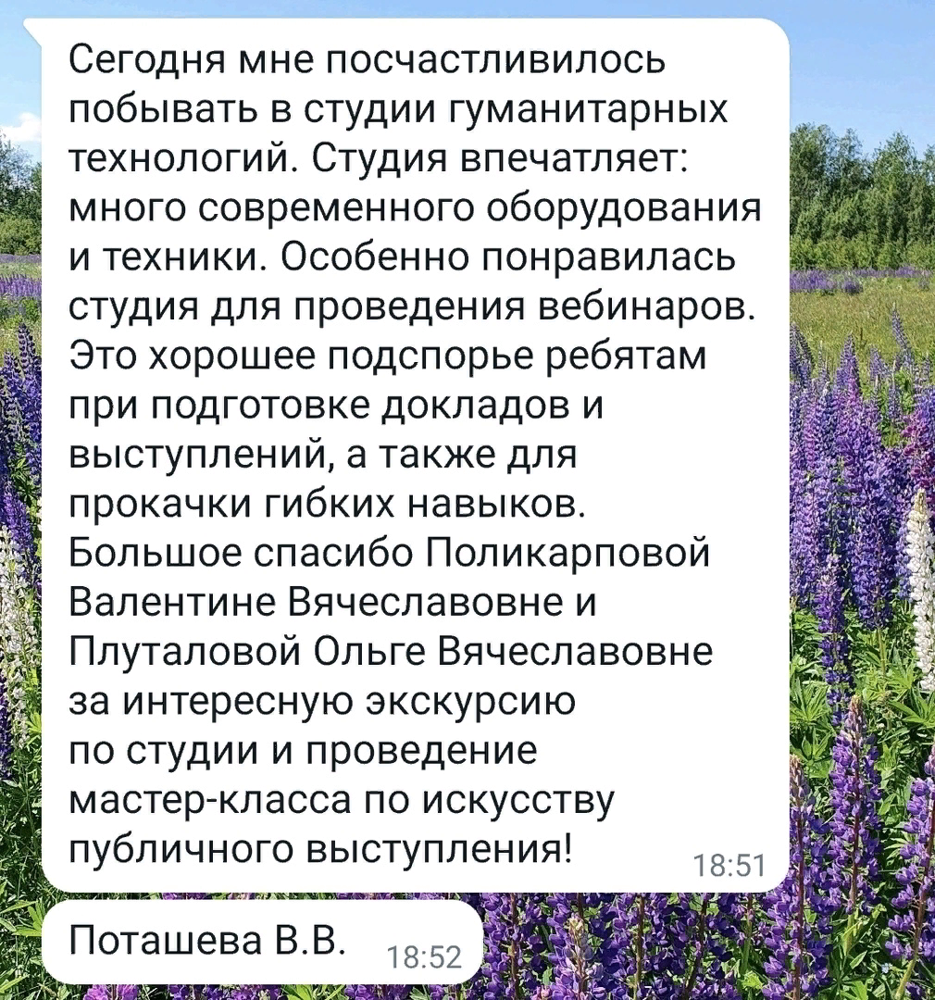 Сегодня мне посчастливилось
побывать в студии гуманитарных
технологий. Студия впечатляет:
много современного оборудования
и техники. Особенно понравилась
студия для проведения вебинаров.
Это хорошее подспорье ребятам
при подготовке докладов и
выступлений, а также для
прокачки гибких навыков.
Большое спасибо Поликарповой
Валентине Вячеславовне и
Плуталовой Ольге Вячеславовне
за интересную экскурсию
по студии и проведение
мастер-класса по искусству
публичного выступления!
18:51
Поташева В.В.
18:52